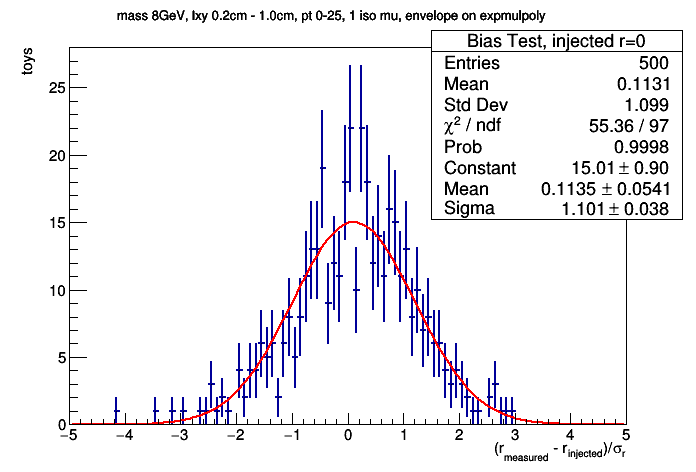 mass 8GeV, lxy 0.2cm - 1.0cm, pt 0-25, 1 iso mu, envelope on expmulpoly
toys
Bias Test, injected r=0
Entries 500
Mean 0.1131
Std Dev 1.099
χ² / ndf 55.36 / 97
Prob 0.9998
Constant 15.01 ± 0.90
Mean 0.1135 ± 0.0541
Sigma 1.101 ± 0.038
25
20
15
10
5
0
−5 −4 −3 −2 −1 0 1 2 3 4 5
(r_measured - r_injected)/σ_r